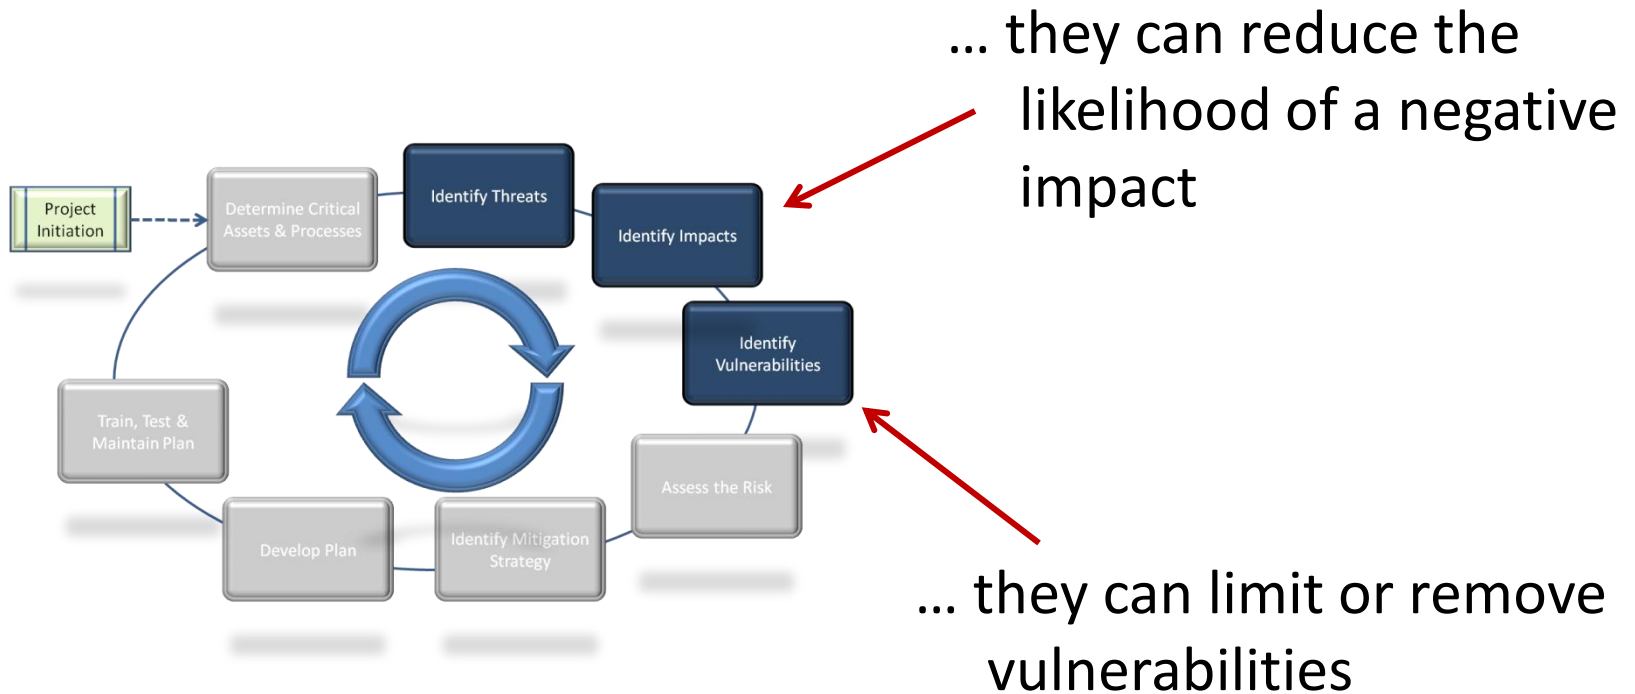 … they can reduce the
likelihood of a negative
impact
Identify Threats
Project
Initiation
Determine Critical
Assets & Processes
Identify Impacts
Identify
Vulnerabilities
Train, Test &
Maintain Plan
Assess the Risk
Develop Plan
Identify Mitigation
Strategy
… they can limit or remove
vulnerabilities